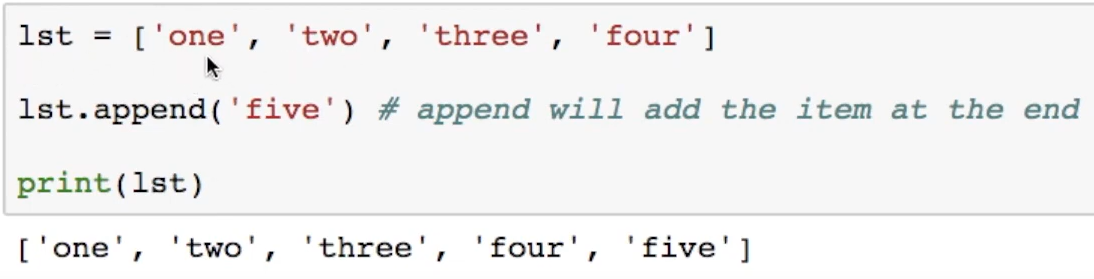 lst = ['one', 'two', 'three', 'four']
lst.append('five') # append will add the item at the end
print(lst)
['one', 'two', 'three', 'four', 'five']